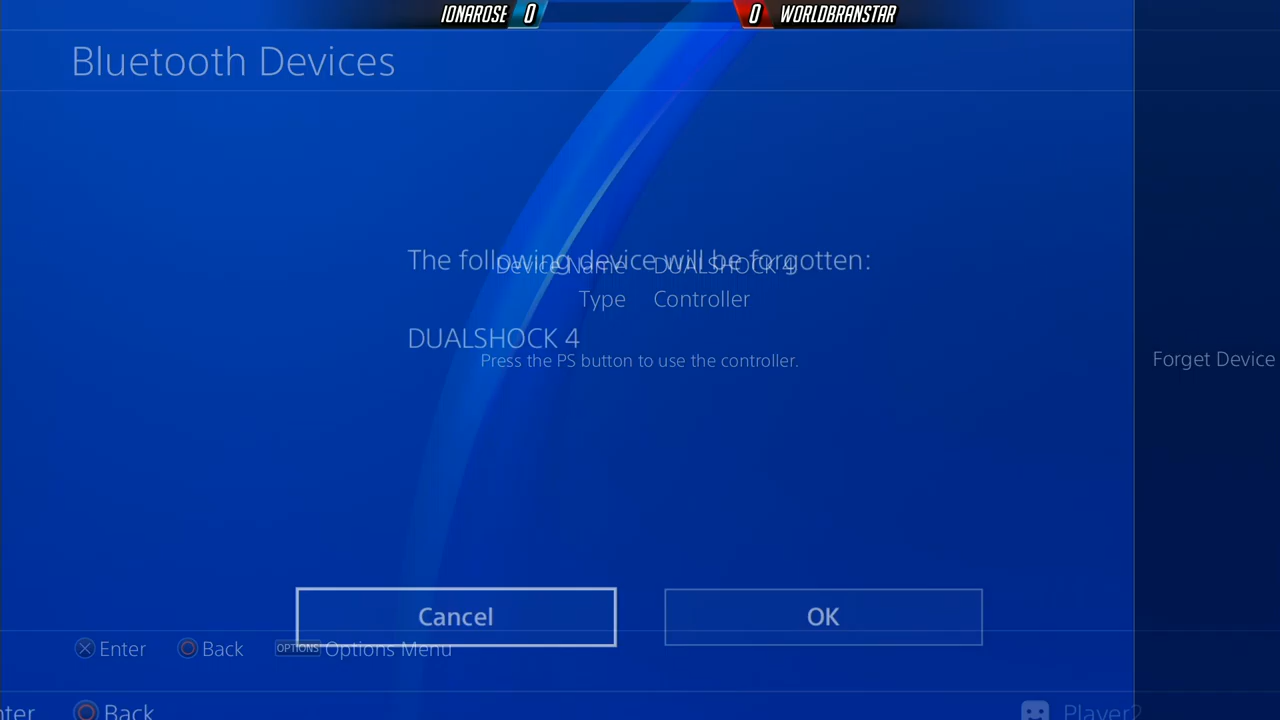 IONAROSE 0 0 WORLDBRANSTAR
Bluetooth Devices
The following device will be forgotten:
Device Name DUALSHOCK 4
Type Controller
DUALSHOCK 4
Press the PS button to use the controller.
Forget Device
Cancel OK
Enter Back OPTIONS Options Menu
nter Back Player2